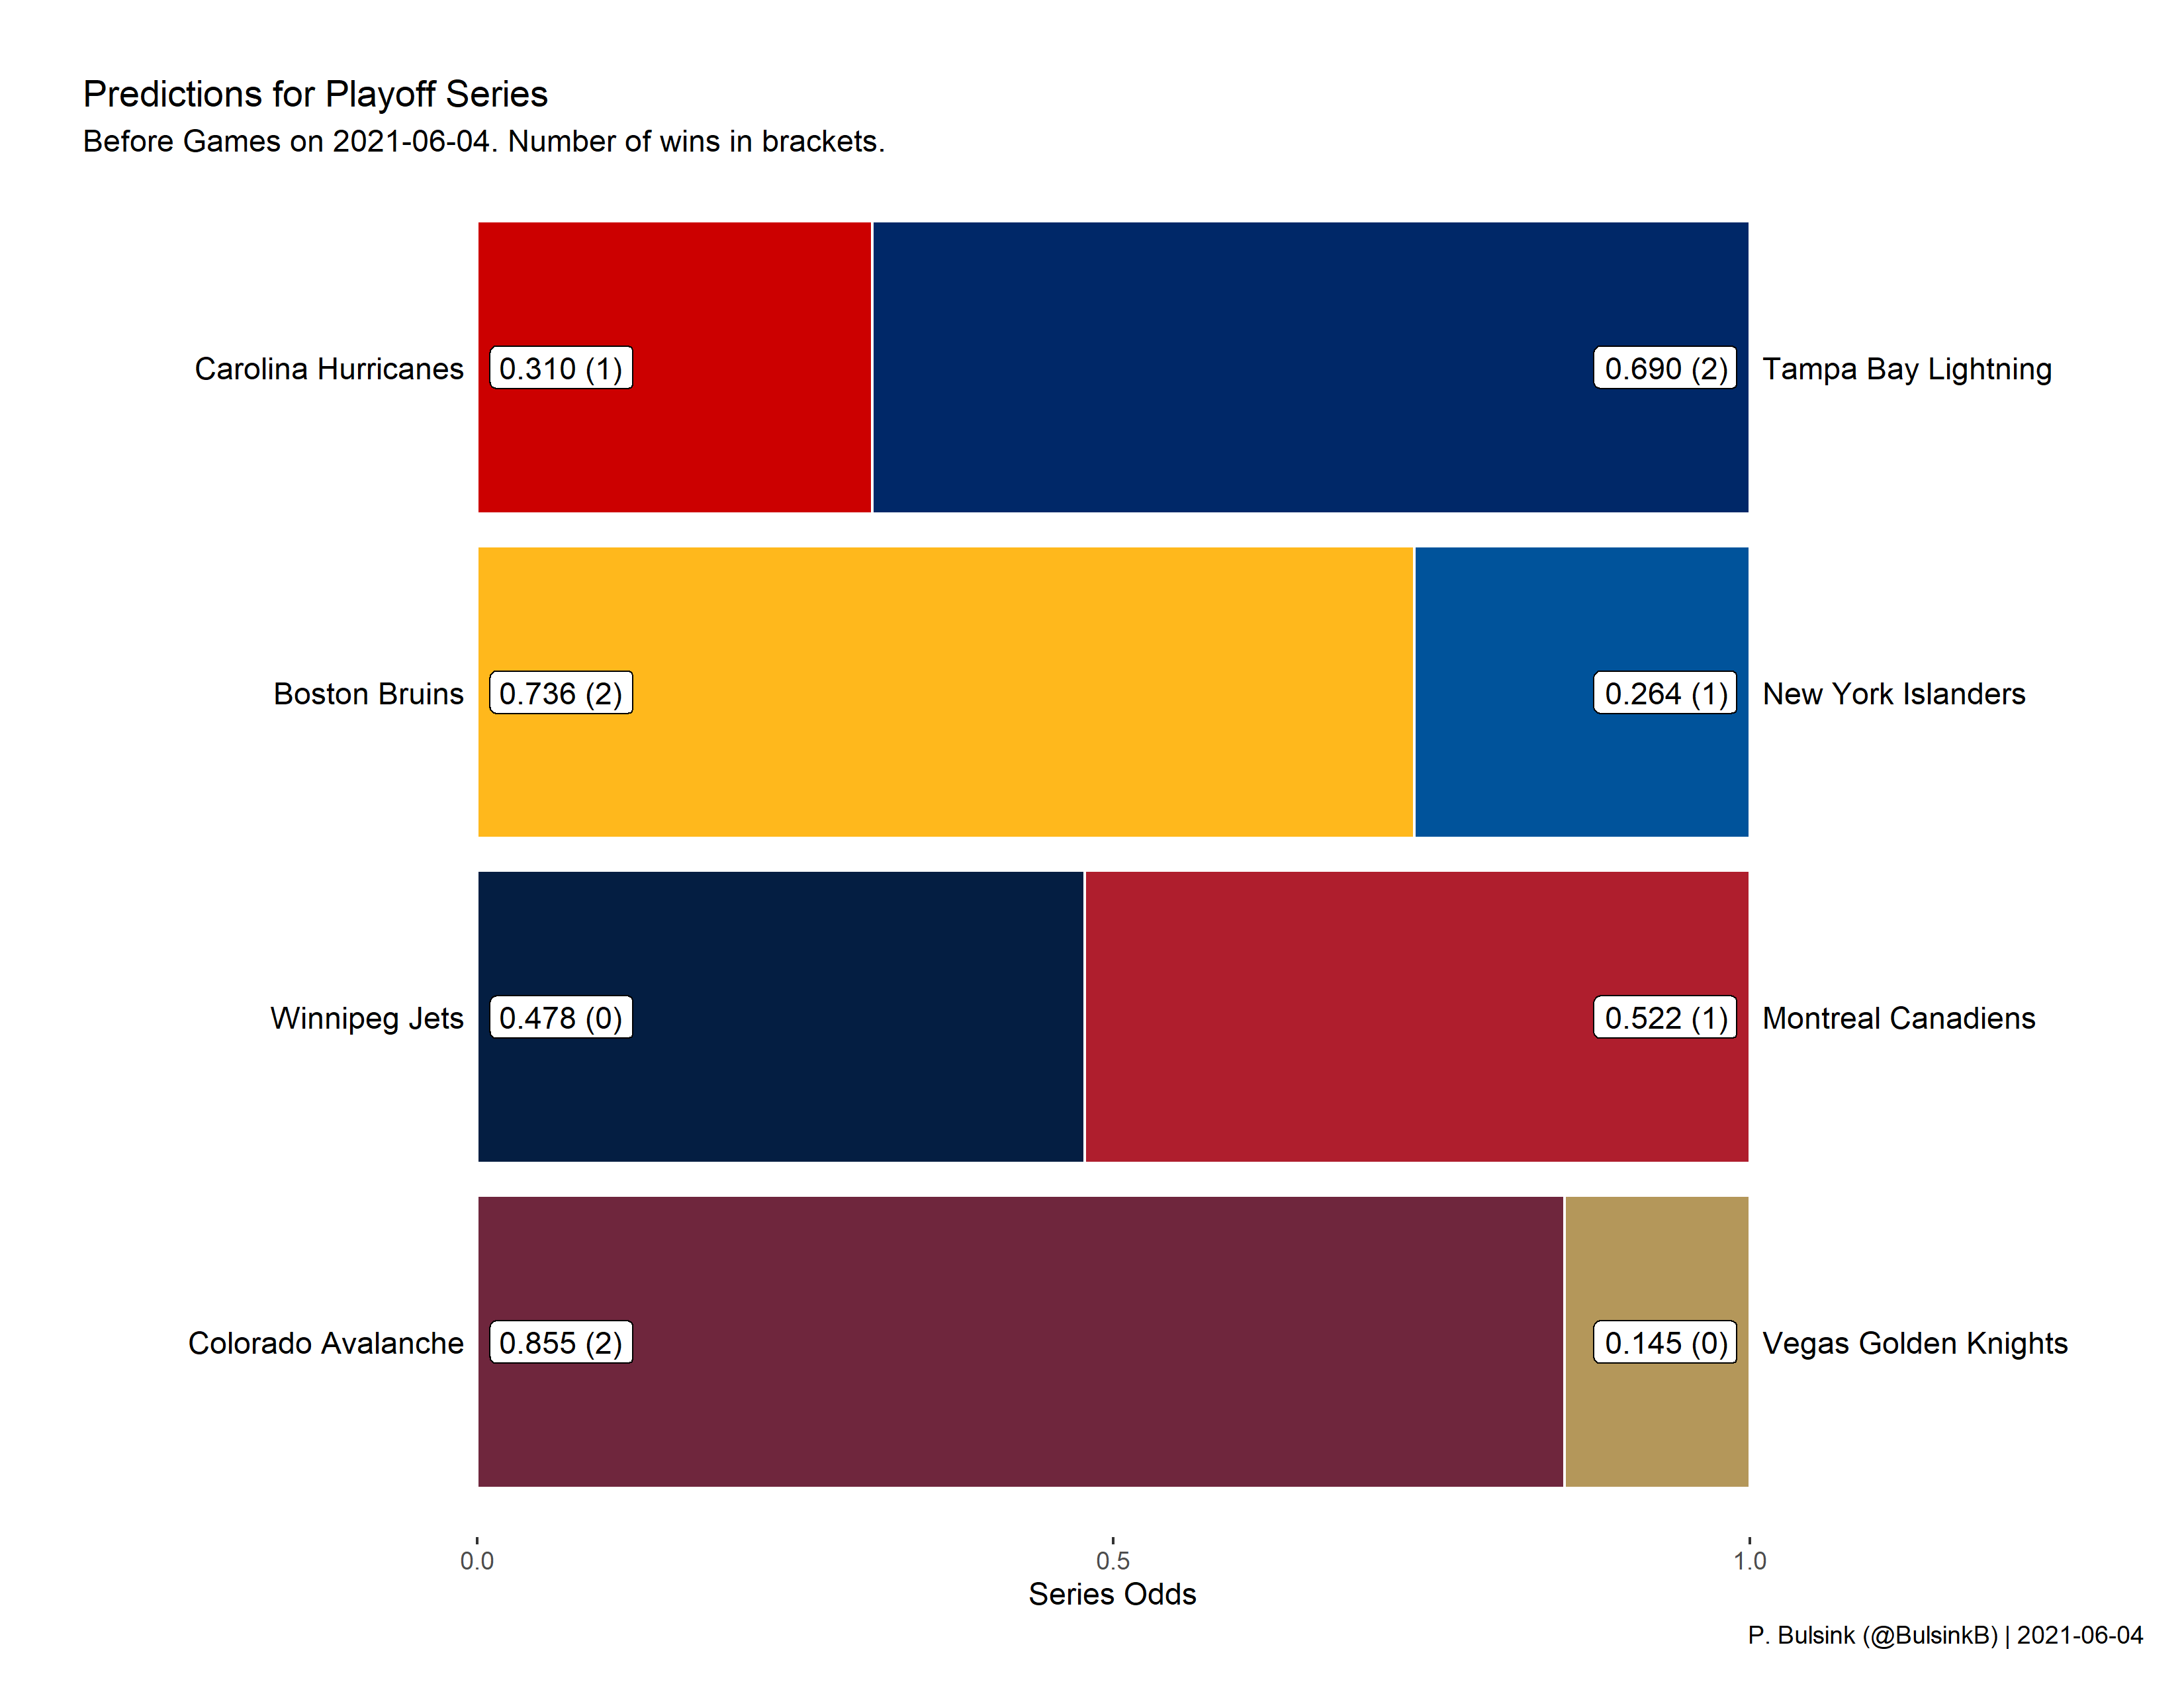 Predictions for Playoff Series
Before Games on 2021-06-04. Number of wins in brackets.
Carolina Hurricanes 0.310 (1) 0.690 (2) Tampa Bay Lightning
Boston Bruins 0.736 (2) 0.264 (1) New York Islanders
Winnipeg Jets 0.478 (0) 0.522 (1) Montreal Canadiens
Colorado Avalanche 0.855 (2) 0.145 (0) Vegas Golden Knights
0.0 0.5 1.0
Series Odds
P. Bulsink (@BulsinkB) | 2021-06-04